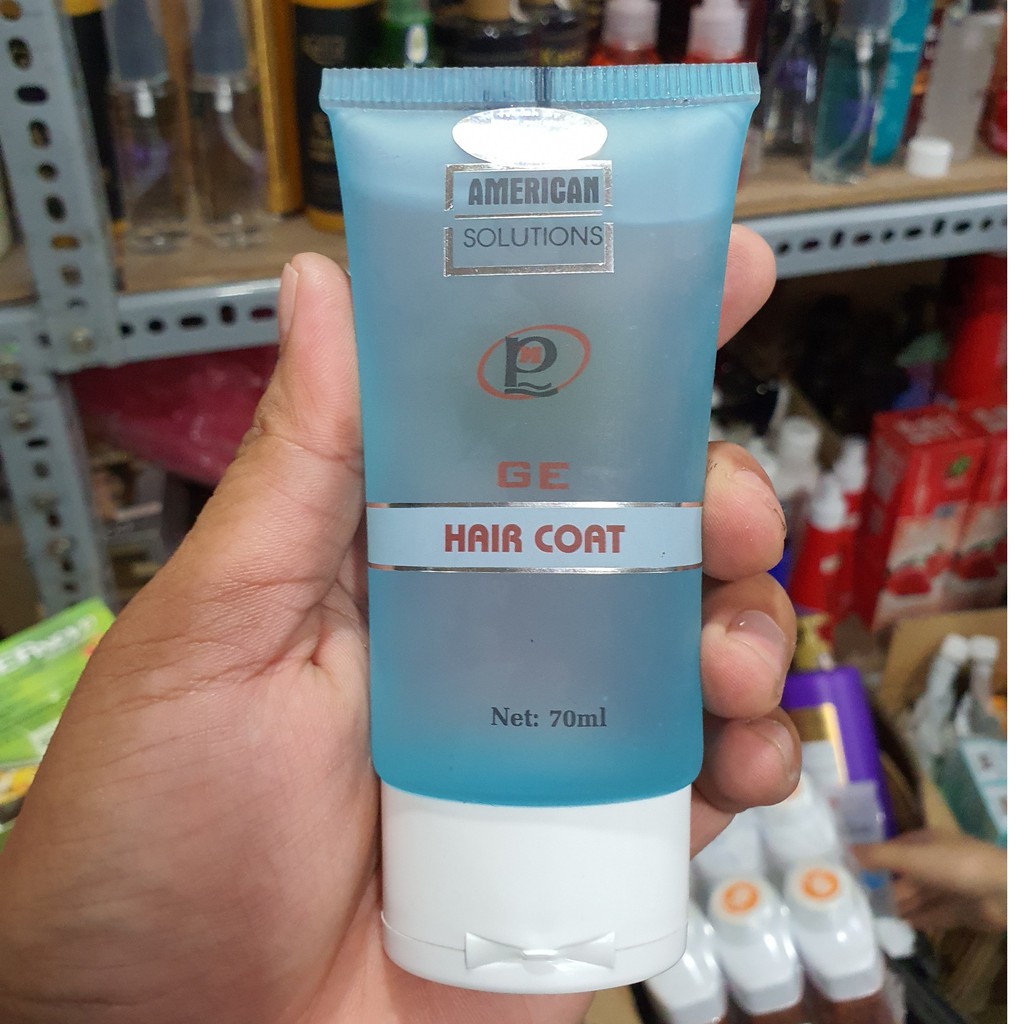 AMERICAN
SOLUTIONS
GE
HAIR COAT
Net: 70ml